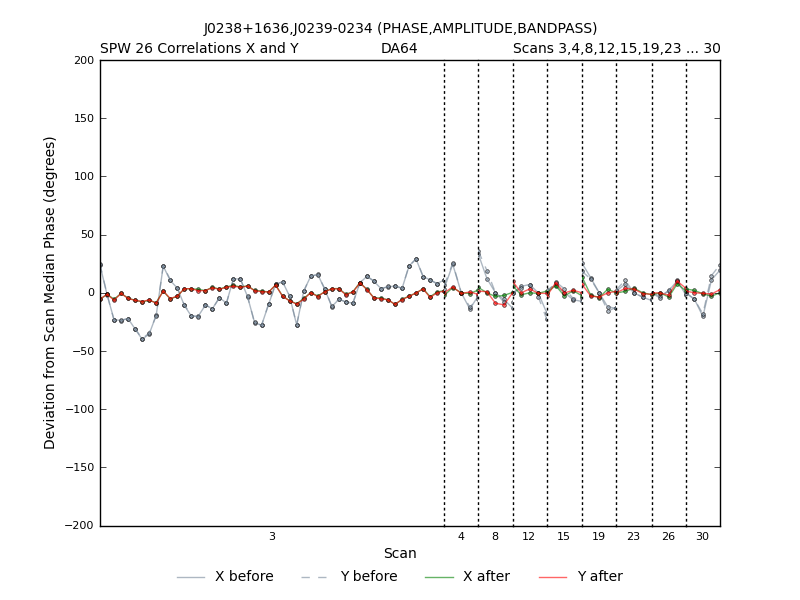 J0238+1636,J0239-0234 (PHASE,AMPLITUDE,BANDPASS)
SPW 26 Correlations X and Y DA64 Scans 3,4,8,12,15,19,23 ... 30
200
150
100
50
0
−50
−100
−150
−200
Deviation from Scan Median Phase (degrees)
3 4 8 12 15 19 23 26 30
Scan
X before Y before X after Y after